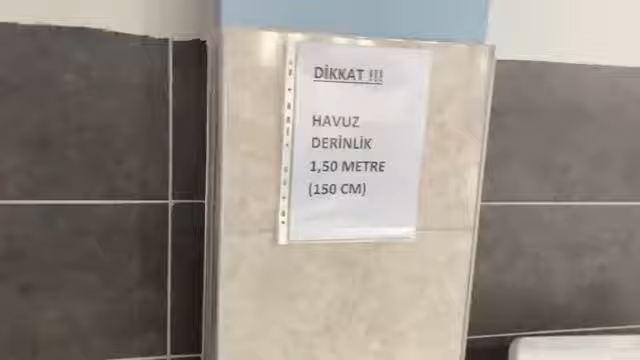 DİKKAT !!!
HAVUZ
DERİNLİK
1,50 METRE
(150 CM)